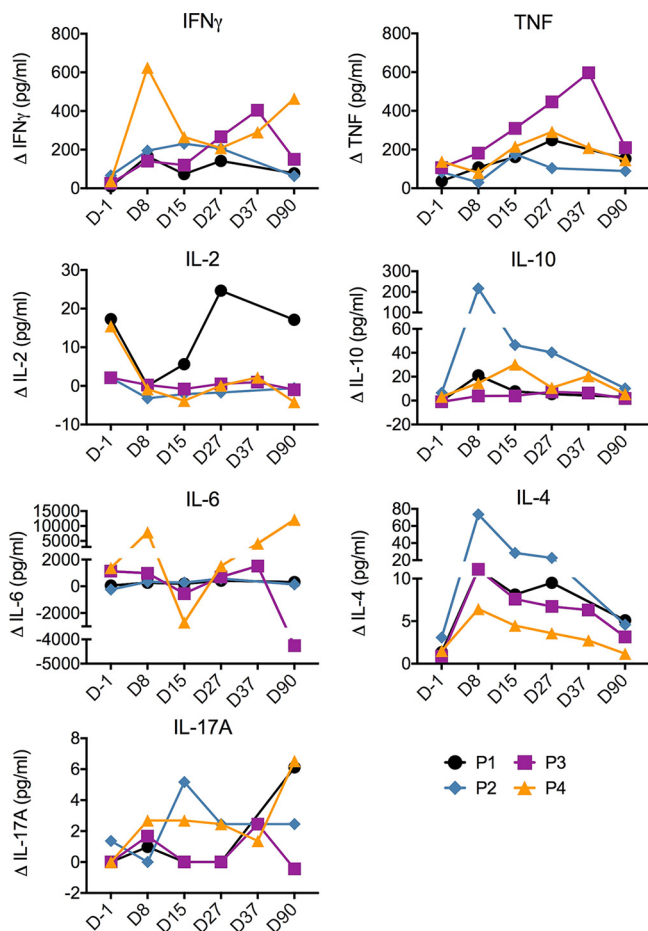 IFNγ
Δ IFNγ (pg/ml)
800
600
400
200
0
D-1 D8 D15 D27 D37 D90
TNF
Δ TNF (pg/ml)
800
600
400
200
0
D-1 D8 D15 D27 D37 D90
IL-2
Δ IL-2 (pg/ml)
30
20
10
0
-10
D-1 D8 D15 D27 D37 D90
IL-10
Δ IL-10 (pg/ml)
300
200
100
60
40
20
0
-20
D-1 D8 D15 D27 D37 D90
IL-6
Δ IL-6 (pg/ml)
15000
10000
5000
2000
0
-2000
-4000
-5000
D-1 D8 D15 D27 D37 D90
IL-4
Δ IL-4 (pg/ml)
80
60
40
20
10
5
0
D-1 D8 D15 D27 D37 D90
IL-17A
Δ IL-17A (pg/ml)
8
6
4
2
0
-2
D-1 D8 D15 D27 D37 D90
P1 P3
P2 P4